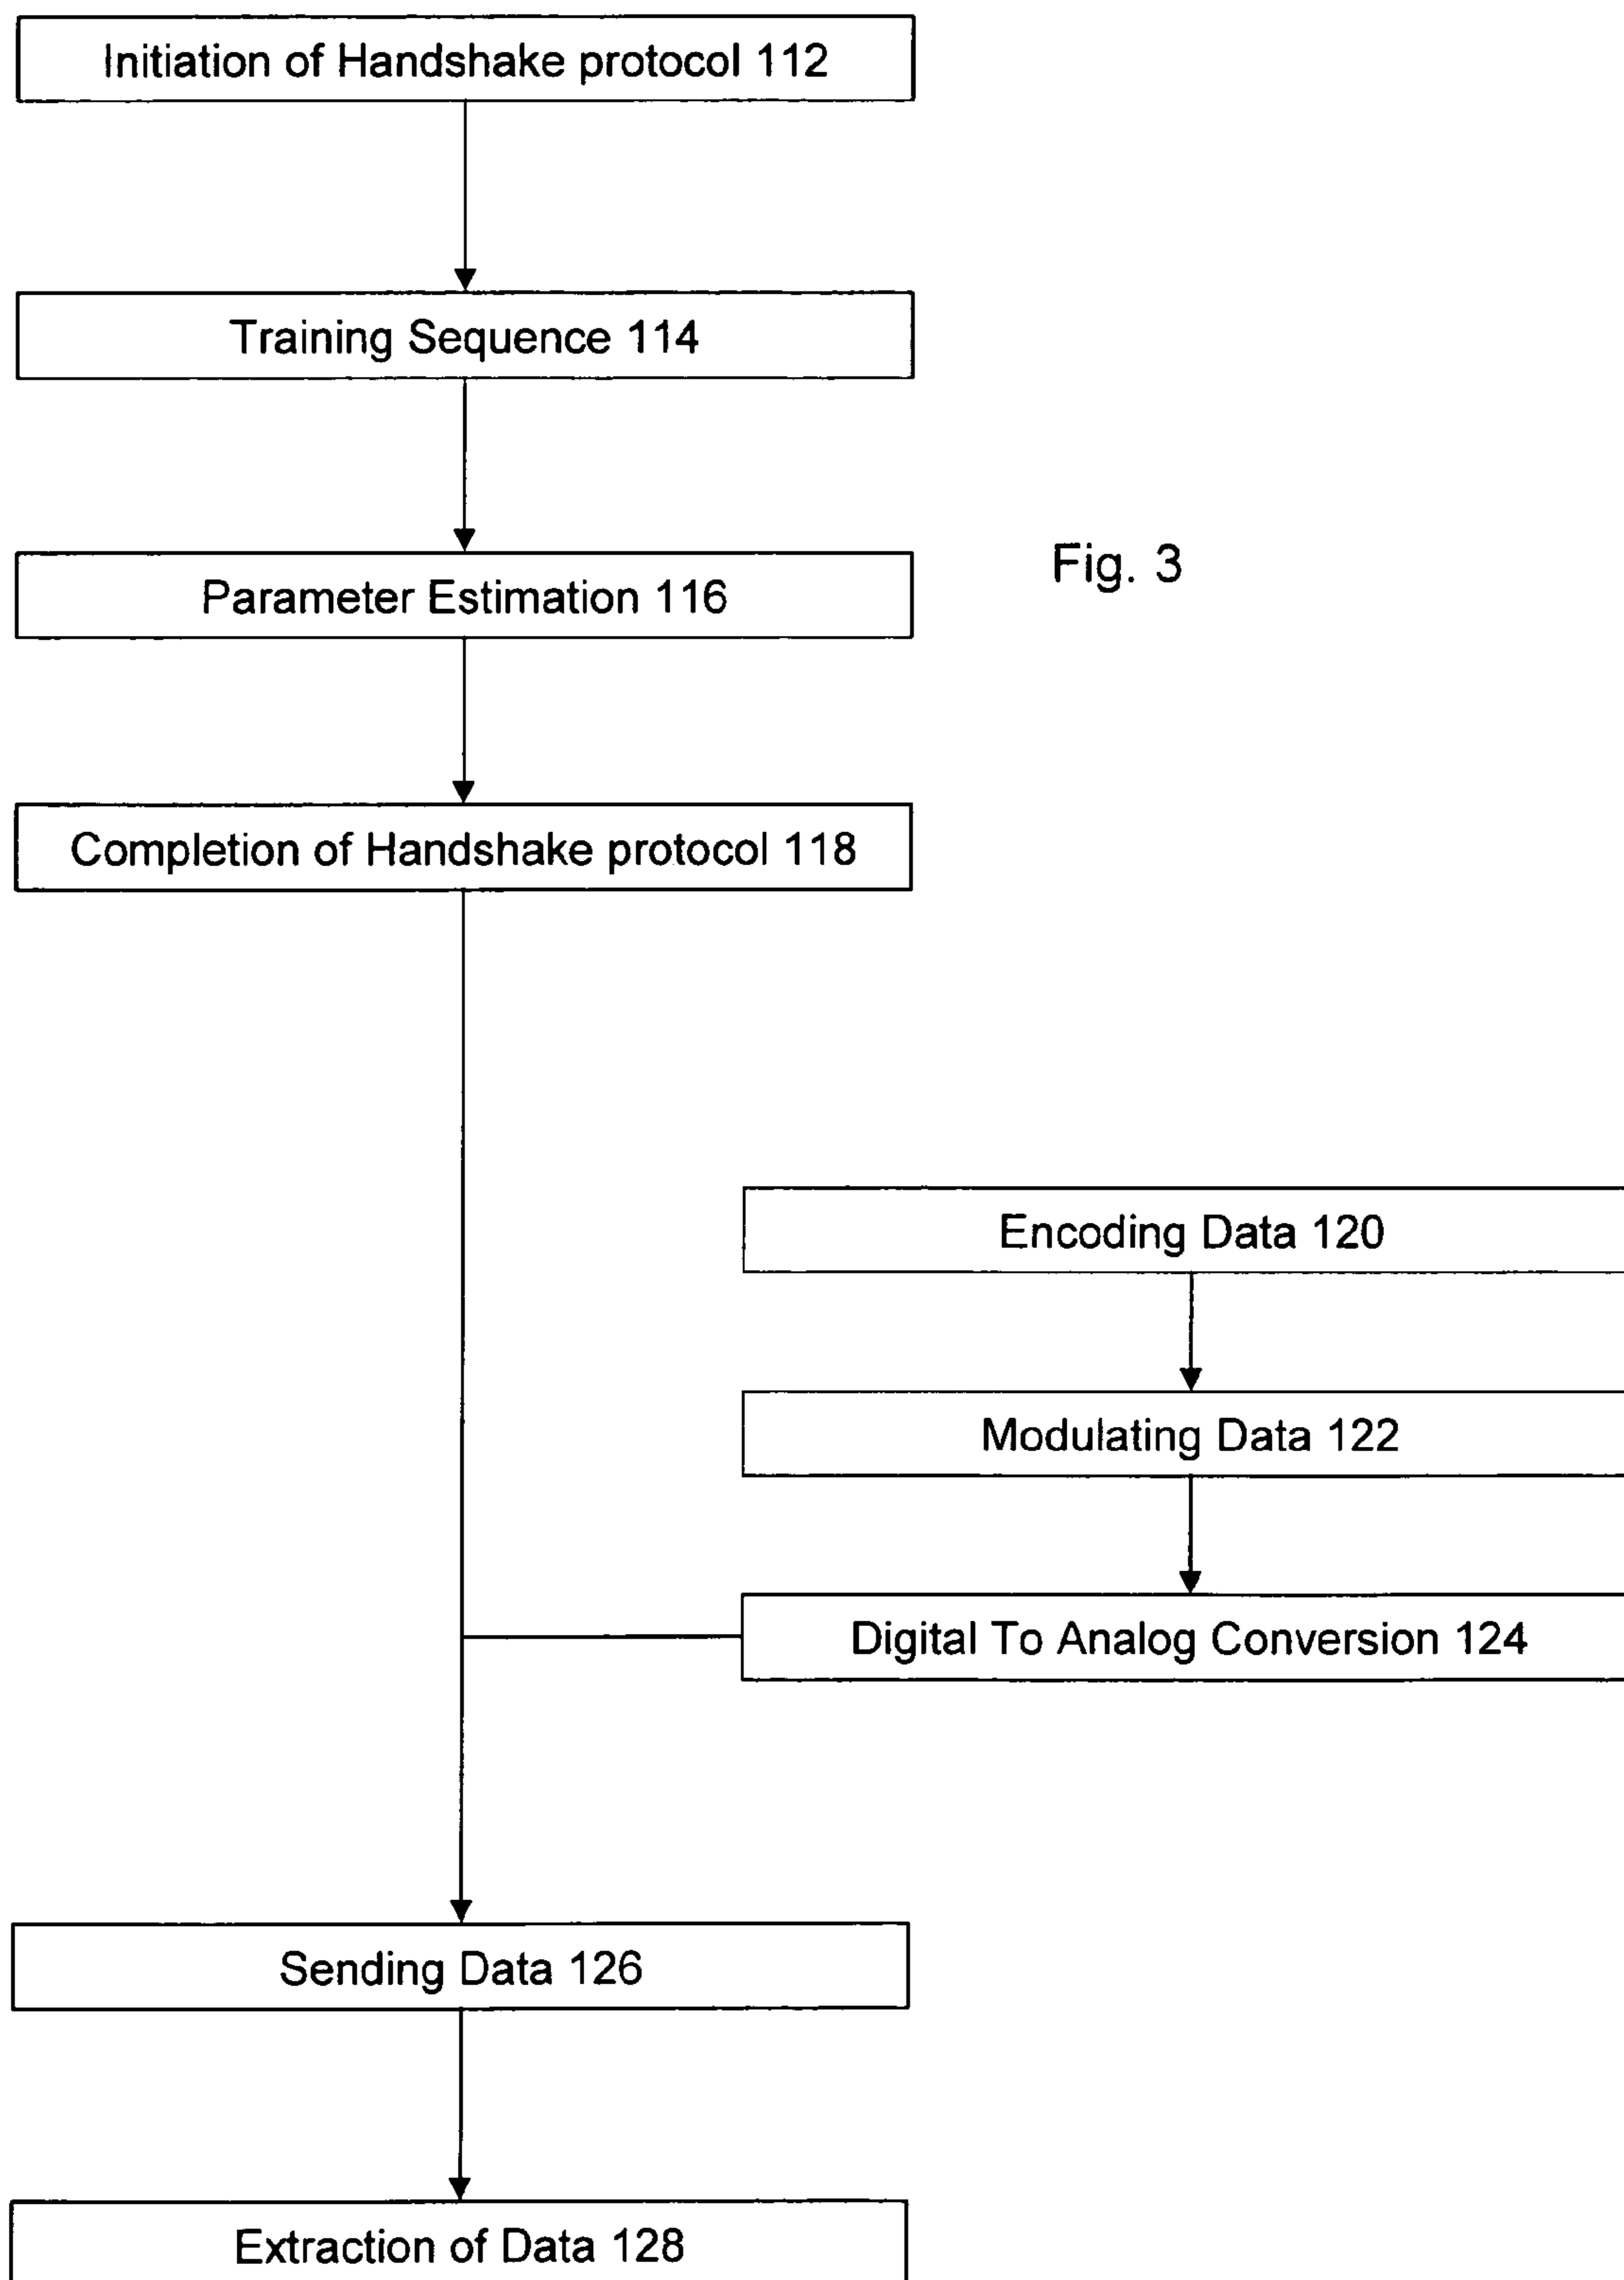 Initiation of Handshake protocol 112
Training Sequence 114
Fig. 3
Parameter Estimation 116
Completion of Handshake protocol 118
Encoding Data 120
Modulating Data 122
Digital To Analog Conversion 124
Sending Data 126
Extraction of Data 128